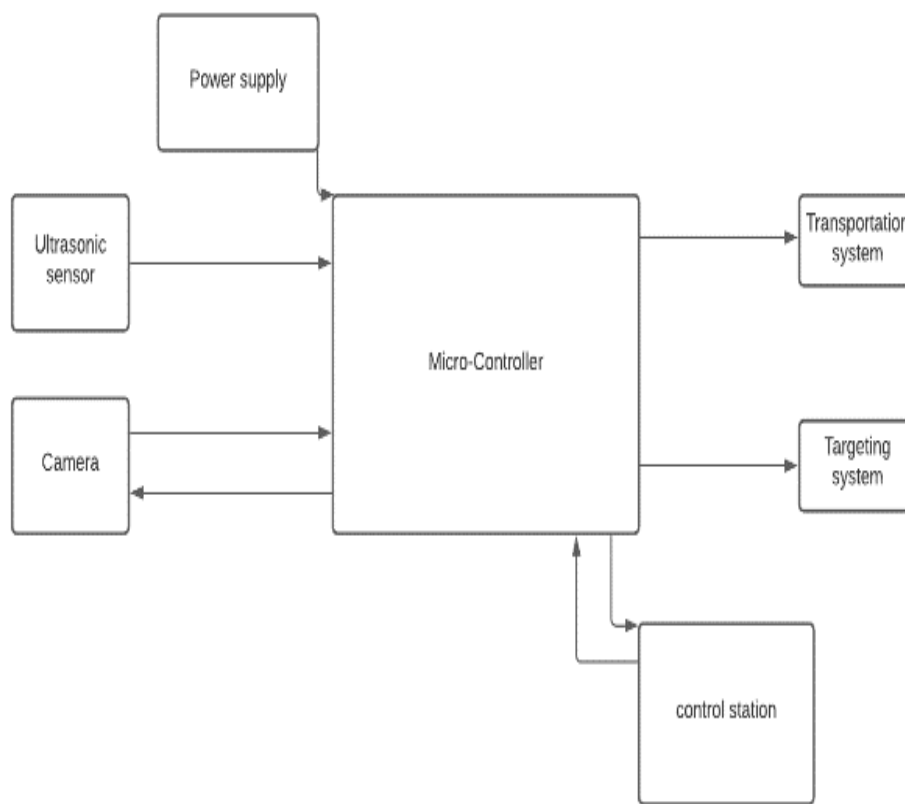 Power supply
Ultrasonic
sensor
Transportation
system
Micro-Controller
Camera
Targeting
system
control station